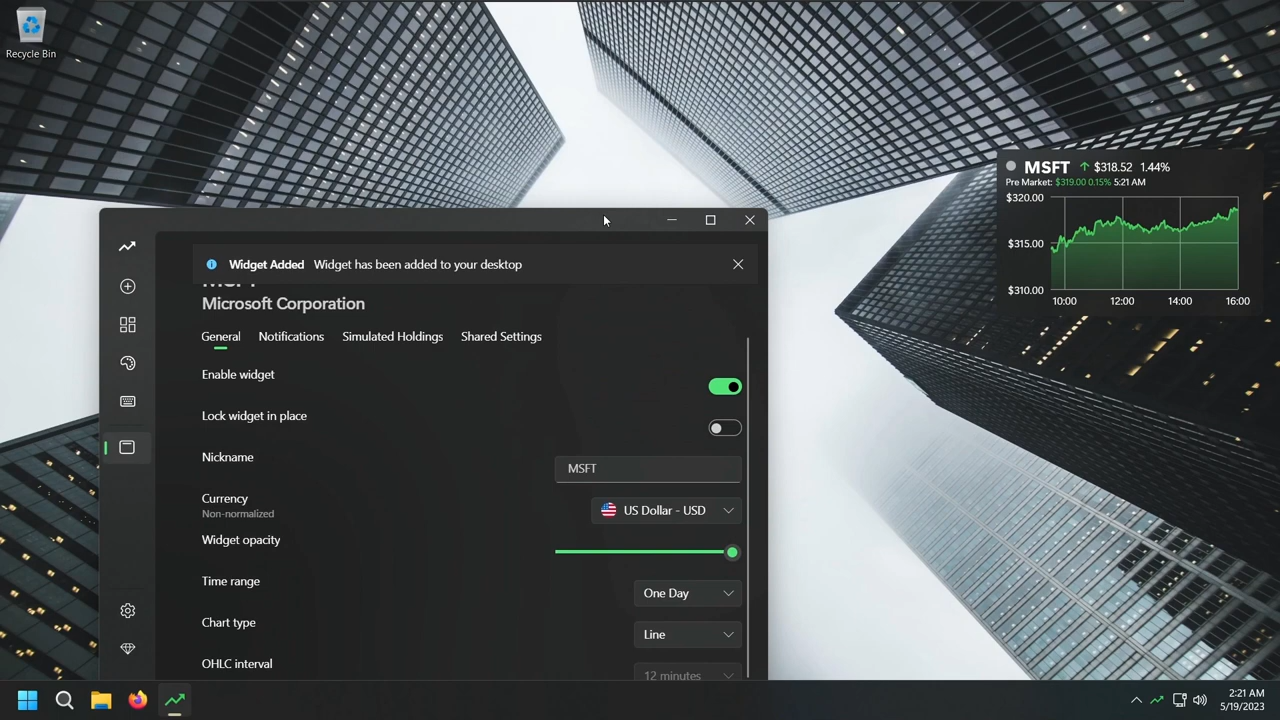 Recycle Bin
MSFT $318.52 1.44%
Pre Market: $319.00 0.15% 5:21 AM
$320.00
$315.00
$310.00
10:00 12:00 14:00 16:00
Widget Added Widget has been added to your desktop
MSFT
Microsoft Corporation
General Notifications Simulated Holdings Shared Settings
Enable widget
Lock widget in place
Nickname
MSFT
Currency
Non-normalized
US Dollar - USD
Widget opacity
Time range
One Day
Chart type
Line
OHLC interval
12 minutes
2:21 AM
5/19/2023